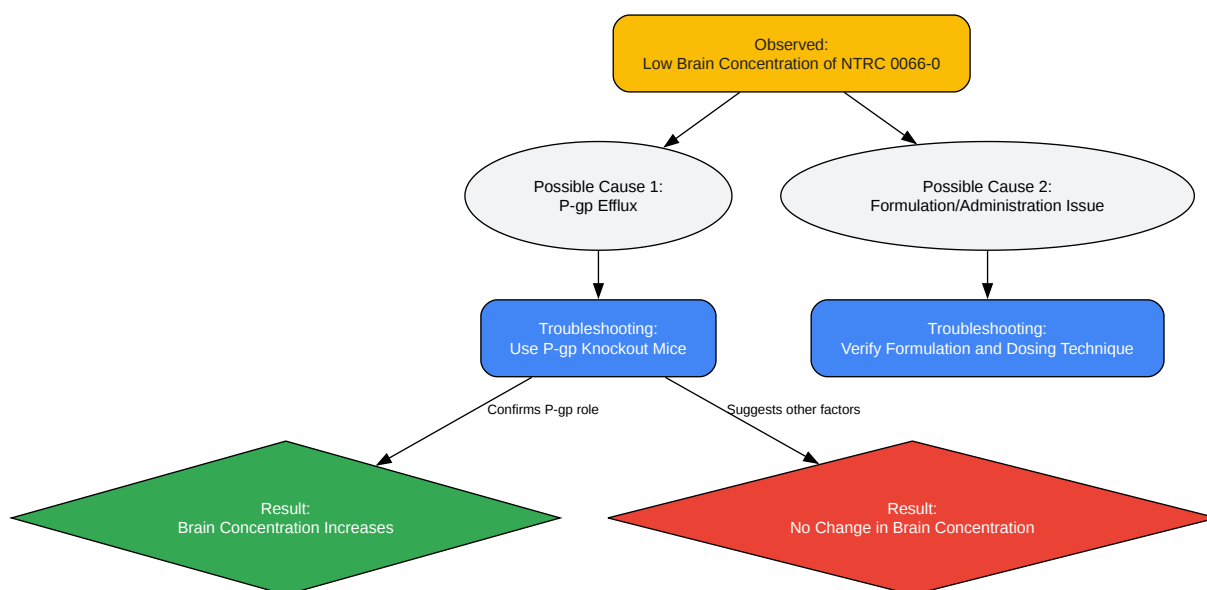 Observed:
Low Brain Concentration of NTRC 0066-0
Possible Cause 1:
P-gp Efflux
Possible Cause 2:
Formulation/Administration Issue
Troubleshooting:
Use P-gp Knockout Mice
Troubleshooting:
Verify Formulation and Dosing Technique
Confirms P-gp role
Suggests other factors
Result:
Brain Concentration Increases
Result:
No Change in Brain Concentration